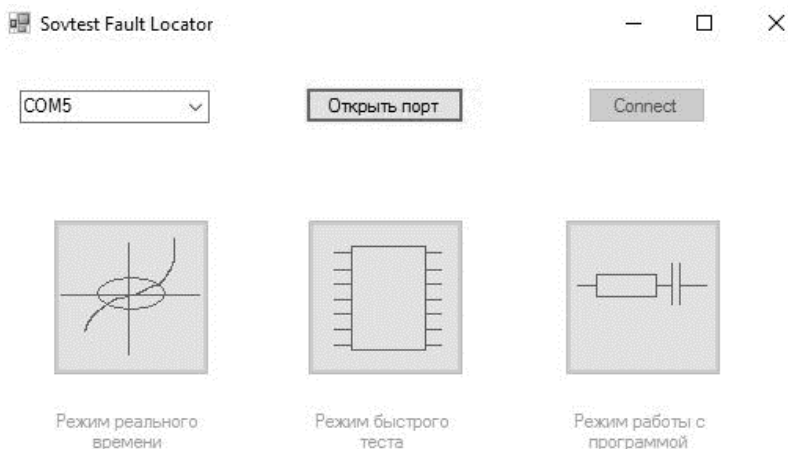 Sovtest Fault Locator
COM5
Открыть порт
Connect
Режим реального
времени
Режим быстрого
теста
Режим работы с
программой